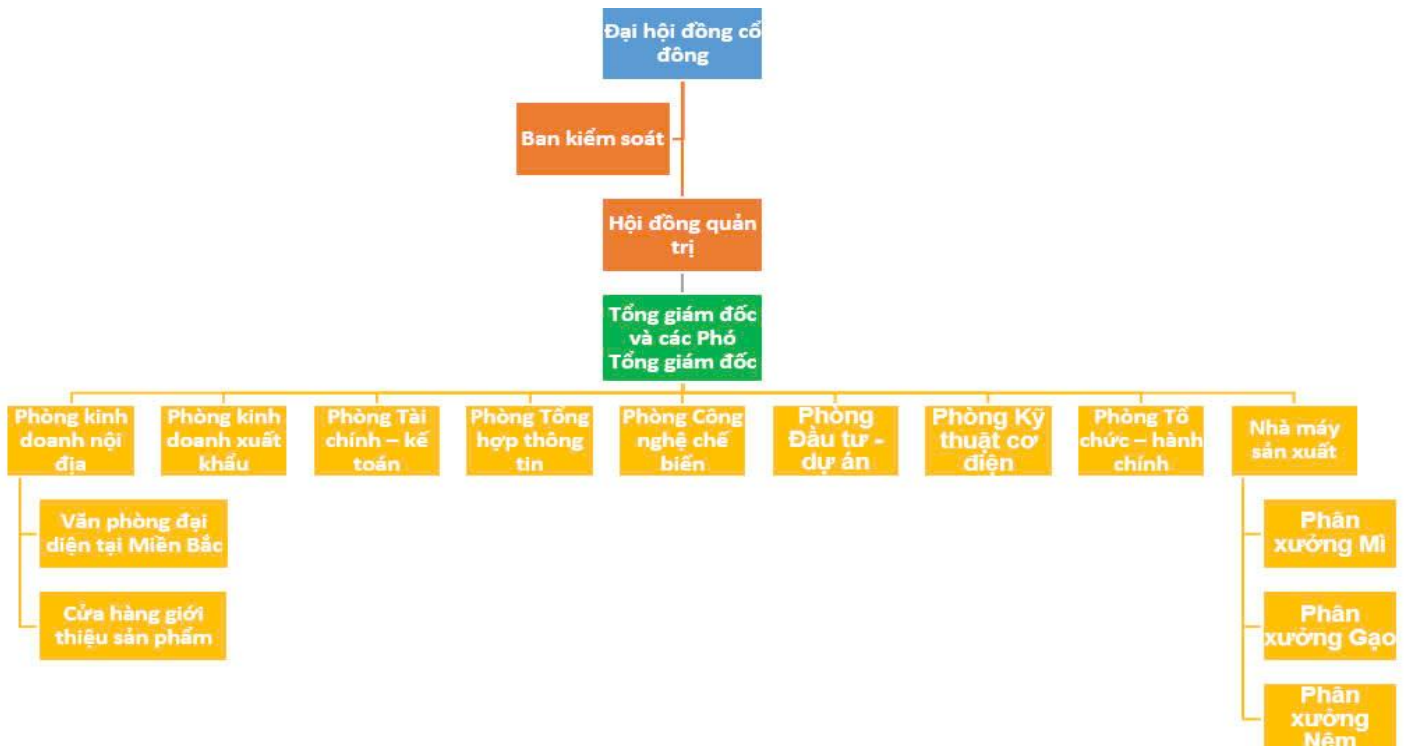 Đại hội đồng cổ
đông
Ban kiểm soát
Hội đồng quản
trị
Tổng giám đốc
và các Phó
Tổng giám đốc
Phòng kinh
doanh nội
địa
Phòng kinh
doanh xuất
khẩu
Phòng Tài
chính – kế
toán
Phòng Tổng
hợp thông
tin
Phòng Công
nghệ chế
biến
Phòng
Đầu tư -
dự án
Phòng Kỹ
thuật cơ
điện
Phòng Tổ
chức – hành
chính
Nhà máy
sản xuất
Văn phòng đại
diện tại Miền Bắc
Cửa hàng giới
thiệu sản phẩm
Phân
xưởng Mì
Phân
xưởng Gạo
Phân
xưởng
Nêm